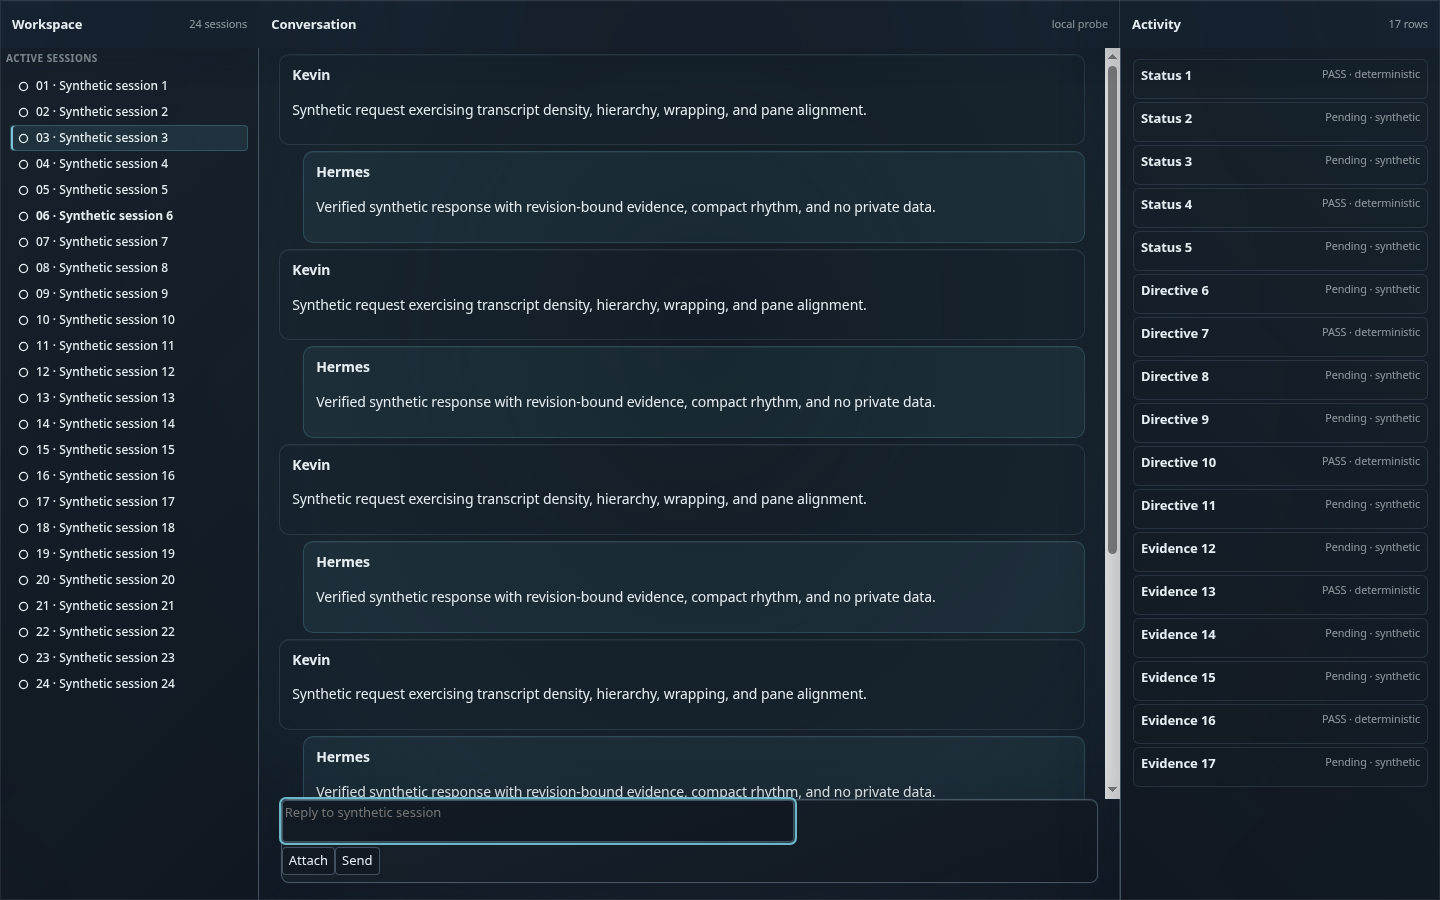 Workspace
24 sessions
ACTIVE SESSIONS
01 · Synthetic session 1
02 · Synthetic session 2
03 · Synthetic session 3
04 · Synthetic session 4
05 · Synthetic session 5
06 · Synthetic session 6
07 · Synthetic session 7
08 · Synthetic session 8
09 · Synthetic session 9
10 · Synthetic session 10
11 · Synthetic session 11
12 · Synthetic session 12
13 · Synthetic session 13
14 · Synthetic session 14
15 · Synthetic session 15
16 · Synthetic session 16
17 · Synthetic session 17
18 · Synthetic session 18
19 · Synthetic session 19
20 · Synthetic session 20
21 · Synthetic session 21
22 · Synthetic session 22
23 · Synthetic session 23
24 · Synthetic session 24
Conversation
local probe
Kevin
Synthetic request exercising transcript density, hierarchy, wrapping, and pane alignment.
Hermes
Verified synthetic response with revision-bound evidence, compact rhythm, and no private data.
Kevin
Synthetic request exercising transcript density, hierarchy, wrapping, and pane alignment.
Hermes
Verified synthetic response with revision-bound evidence, compact rhythm, and no private data.
Kevin
Synthetic request exercising transcript density, hierarchy, wrapping, and pane alignment.
Hermes
Verified synthetic response with revision-bound evidence, compact rhythm, and no private data.
Kevin
Synthetic request exercising transcript density, hierarchy, wrapping, and pane alignment.
Hermes
Verified synthetic response with revision-bound evidence, compact rhythm, and no private data.
Reply to synthetic session
Attach
Send
Activity
17 rows
Status 1
PASS · deterministic
Status 2
Pending · synthetic
Status 3
Pending · synthetic
Status 4
PASS · deterministic
Status 5
Pending · synthetic
Directive 6
Pending · synthetic
Directive 7
PASS · deterministic
Directive 8
Pending · synthetic
Directive 9
Pending · synthetic
Directive 10
PASS · deterministic
Directive 11
Pending · synthetic
Evidence 12
Pending · synthetic
Evidence 13
PASS · deterministic
Evidence 14
Pending · synthetic
Evidence 15
Pending · synthetic
Evidence 16
PASS · deterministic
Evidence 17
Pending · synthetic